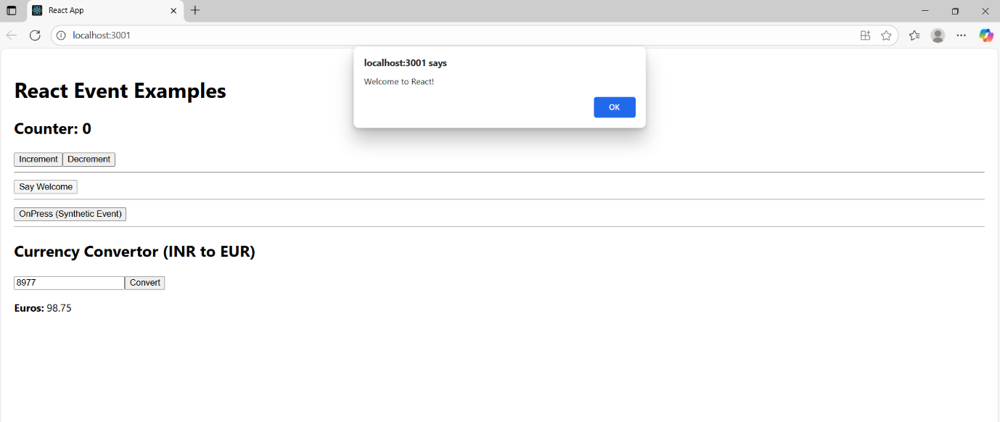 React App
localhost:3001
localhost:3001 says
Welcome to React!
OK
React Event Examples
Counter: 0
Increment Decrement
Say Welcome
OnPress (Synthetic Event)
Currency Convertor (INR to EUR)
8977 Convert
Euros: 98.75